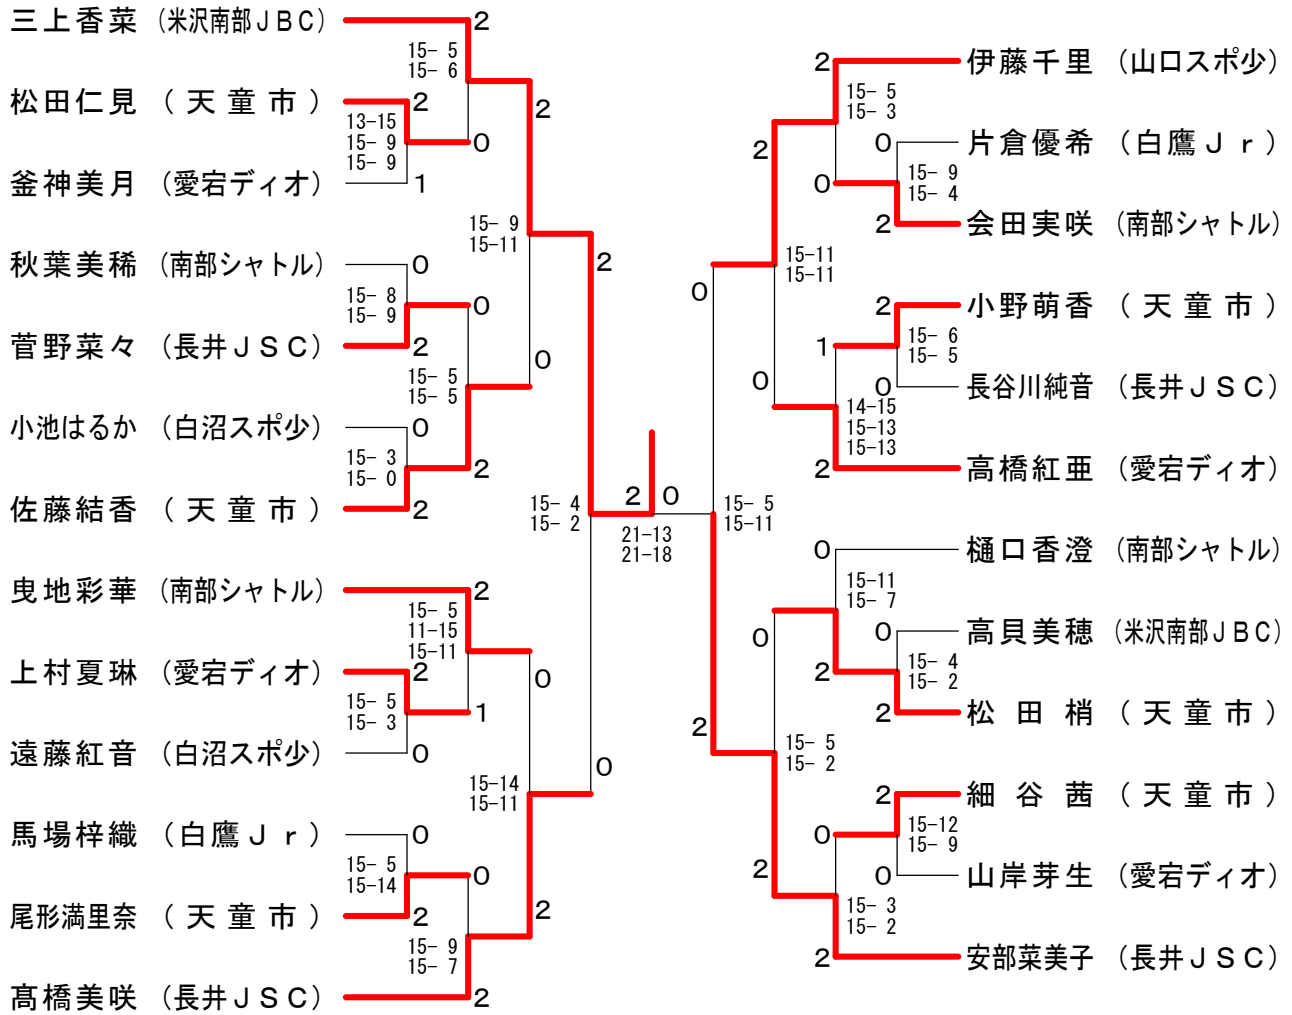 三上香菜 (米沢南部JBC) 2
15- 5
15- 6
松田仁見 (天童市) 2
13-15
15- 9
15- 9
0
2
釜神美月 (愛宕ディオ) 1
15- 9
15-11
秋葉美稀 (南部シャトル) 0
15- 8
15- 9
0
2
菅野菜々 (長井JSC) 2
15- 5
15- 5
0
小池はるか (白沼スポ少) 0
15- 3
15- 0
2
佐藤結香 (天童市) 2
15- 4
15- 2
2 0
21-13
21-18
曳地彩華 (南部シャトル) 2
15- 5
11-15
15-11
上村夏琳 (愛宕ディオ) 2
15- 5
15- 3
1
0
遠藤紅音 (白沼スポ少) 0
15-14
15-11
0
馬場梓織 (白鷹Jr) 0
15- 5
15-14
0
2
尾形満里奈 (天童市) 2
15- 9
15- 7
髙橋美咲 (長井JSC) 2
2 伊藤千里 (山口スポ少)
15- 5
15- 3
2
0 片倉優希 (白鷹Jr)
15- 9
15- 4
0
2 会田実咲 (南部シャトル)
15-11
15-11
0
2 小野萌香 (天童市)
15- 6
15- 5
1
0
0 長谷川純音 (長井JSC)
14-15
15-13
15-13
2 高橋紅亜 (愛宕ディオ)
15- 5
15-11
0 樋口香澄 (南部シャトル)
15-11
15- 7
0
0 高貝美穂 (米沢南部JBC)
15- 4
15- 2
2
2 松田梢 (天童市)
2
15- 5
15- 2
2 細谷茜 (天童市)
15-12
15- 9
0
2
0 山岸芽生 (愛宕ディオ)
15- 3
15- 2
2 安部菜美子 (長井JSC)